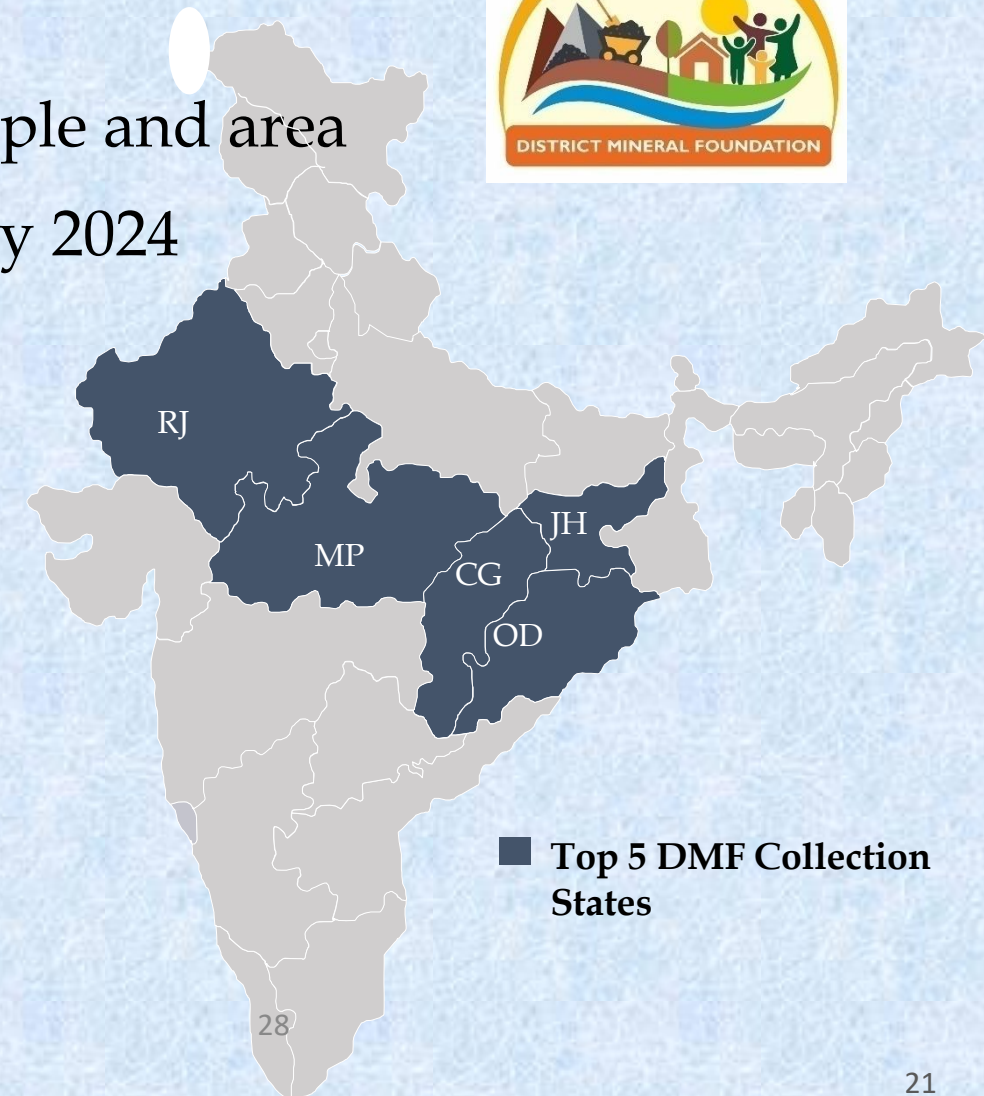 DISTRICT MINERAL FOUNDATION
ple and area
y 2024
RJ
JH
MP
CG
OD
Top 5 DMF Collection
States
28
21